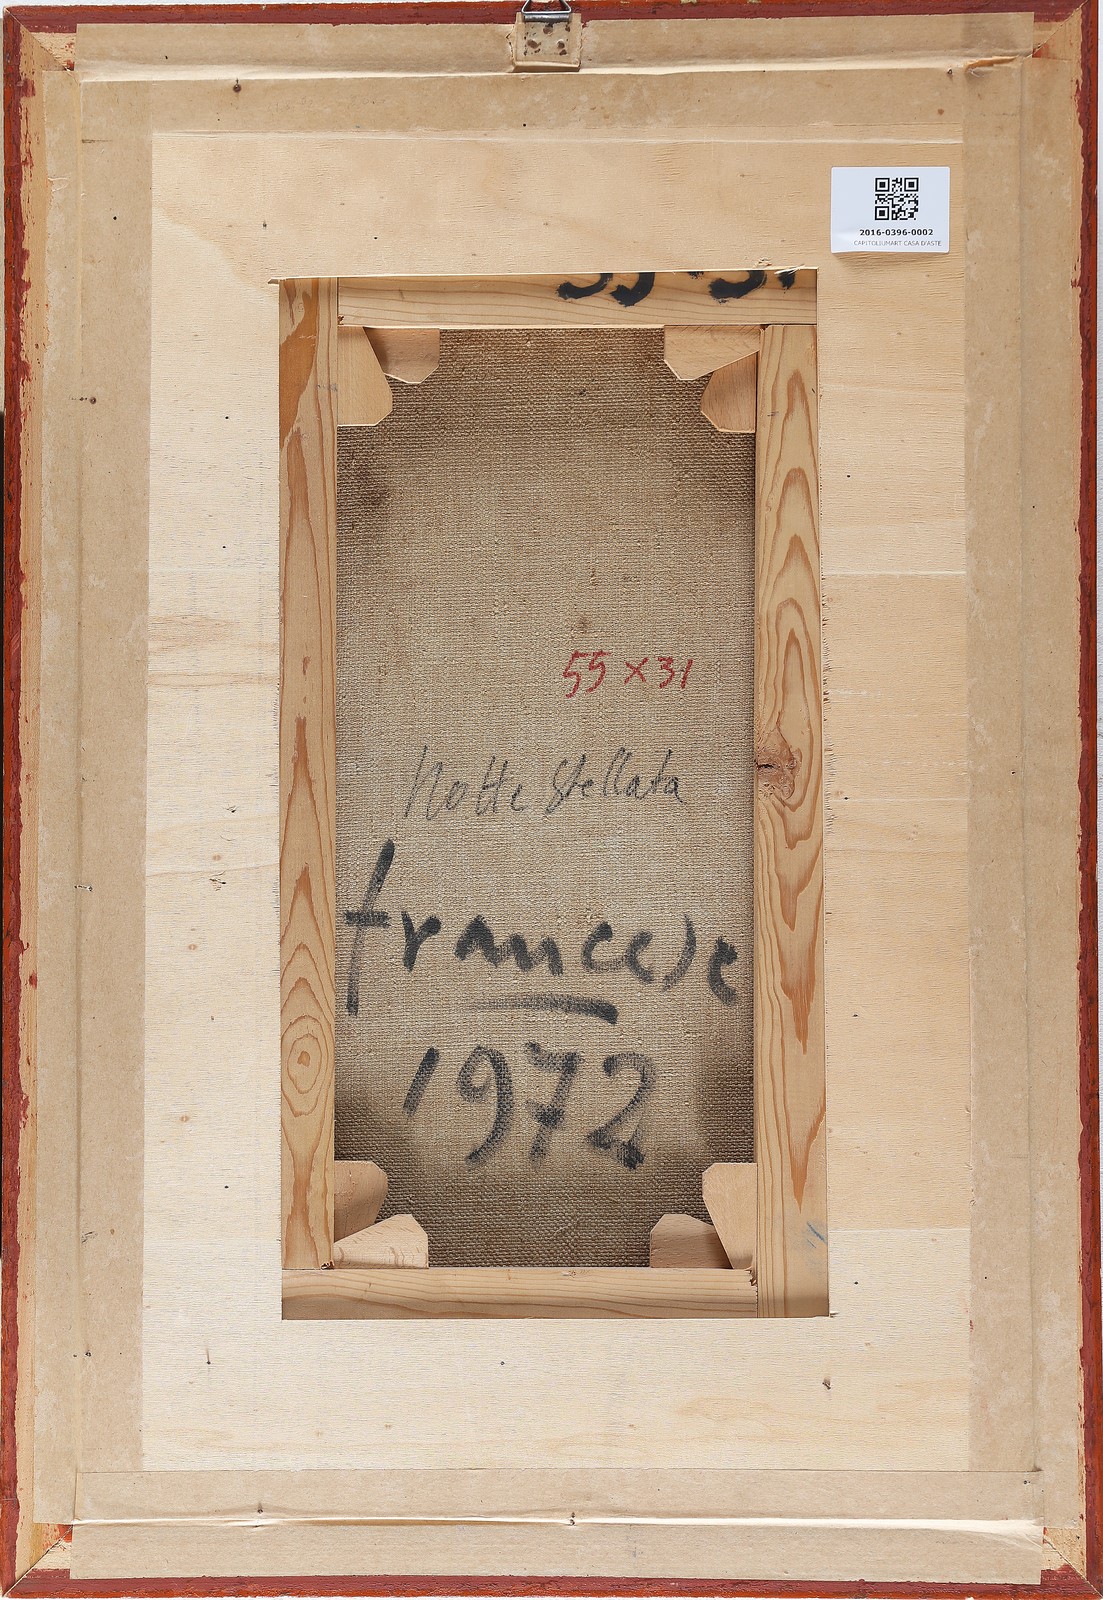 2016-0396-0002
CAPITOLIUMART CASA D'ASTE
55 x 31
Notte Stellata
francese
1972